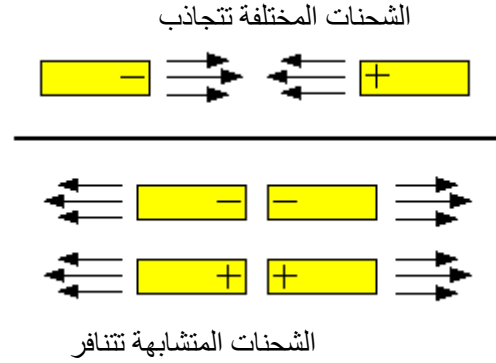 الشحنات المختلفة تتجاذب
− +
− −
+ +
الشحنات المتشابهة تتنافر